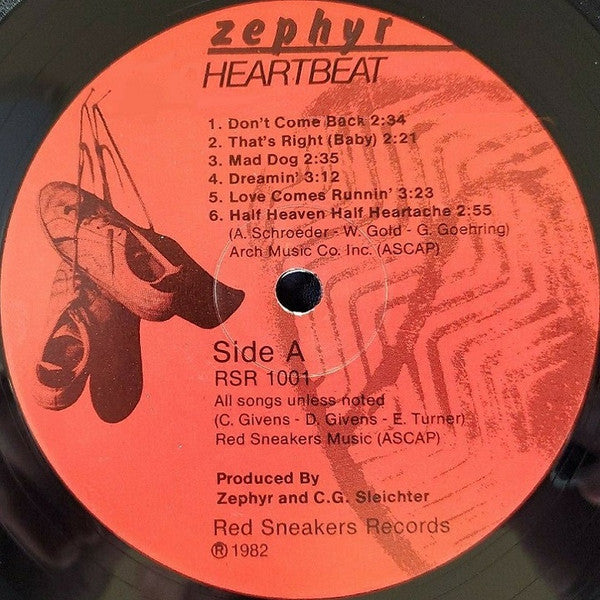 zephyr
HEARTBEAT
1. Don't Come Back 2:34
2. That's Right (Baby) 2:21
3. Mad Dog 2:35
4. Dreamin' 3:12
5. Love Comes Runnin' 3:23
6. Half Heaven Half Heartache 2:55
(A. Schroeder - W. Gold - G. Goehring)
Arch Music Co. Inc. (ASCAP)
Side A
RSR 1001
All songs unless noted
(C. Givens - D. Givens - E. Turner)
Red Sneakers Music (ASCAP)
Produced By
Zephyr and C.G. Sleichter
Red Sneakers Records
℗ 1982